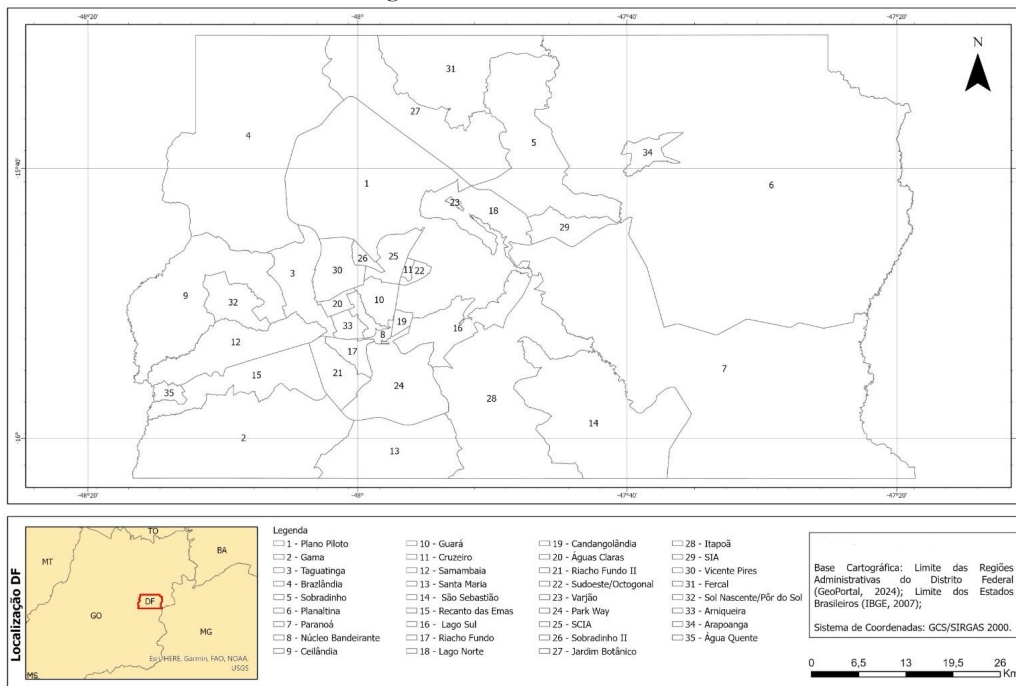 -48°20'
-48°
-47°40'
-47°20'
N
31
27
4
5
34
-15°40'
1
6
23
18
29
26
25
3
30
11
22
9
32
20
10
12
33
19
16
8
17
15
21
7
24
28
35
14
-16°
2
13
-48°20'
-48°
-47°40'
-47°20'
Localização DF
TO
MT
BA
DF
GO
MG
Esri, HERE, Garmin, FAO, NOAA,
USGS
MS
Legenda
1 - Plano Piloto
2 - Gama
3 - Taguatinga
4 - Brazlândia
5 - Sobradinho
6 - Planaltina
7 - Paranoá
8 - Núcleo Bandeirante
9 - Ceilândia
10 - Guará
11 - Cruzeiro
12 - Samambaia
13 - Santa Maria
14 - São Sebastião
15 - Recanto das Emas
16 - Lago Sul
17 - Riacho Fundo
18 - Lago Norte
19 - Candangolândia
20 - Águas Claras
21 - Riacho Fundo II
22 - Sudoeste/Octogonal
23 - Varjão
24 - Park Way
25 - SCIA
26 - Sobradinho II
27 - Jardim Botânico
28 - Itapoã
29 - SIA
30 - Vicente Pires
31 - Fercal
32 - Sol Nascente/Pôr do Sol
33 - Arniqueira
34 - Arapoanga
35 - Água Quente
Base Cartográfica: Limite das Regiões
Administrativas do Distrito Federal
(GeoPortal, 2024); Limite dos Estados
Brasileiros (IBGE, 2007);
Sistema de Coordenadas: GCS/SIRGAS 2000.
0 6,5 13 19,5 26
Km